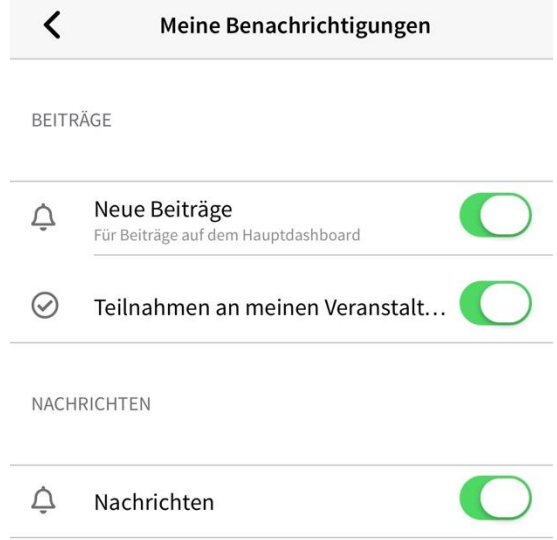 Meine Benachrichtigungen
BEITRÄGE
Neue Beiträge
Für Beiträge auf dem Hauptdashboard
Teilnahmen an meinen Veranstalt...
NACHRICHTEN
Nachrichten